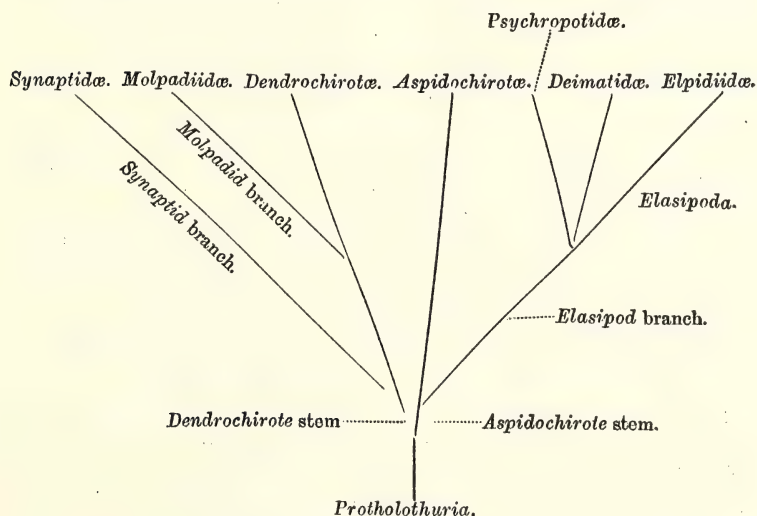 Psychropotidæ.
Synaptidæ. Molpadiidæ. Dendrochirotæ. Aspidochirotæ. Deimatidæ. Elpidiidæ.
Molpadid branch.
Synaptid branch.
Elasipoda.
Elasipod branch.
Dendrochirote stem
Aspidochirote stem.
Protholothuria.